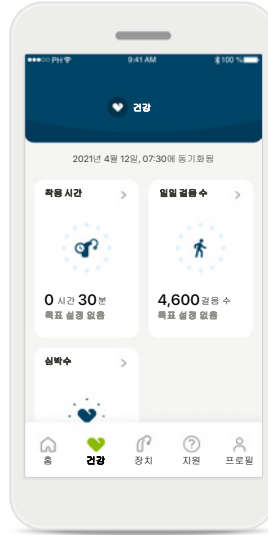 ●●●○○ PH 9:41 AM 100 %
건강
2021년 4월 12일, 07:30에 동기화됨
착용 시간 >
0 시간 30분
목표 설정 없음
일일 걸음 수 >
4,600 걸음 수
목표 설정 없음
심박수 >
홈 건강 장치 지원 프로필